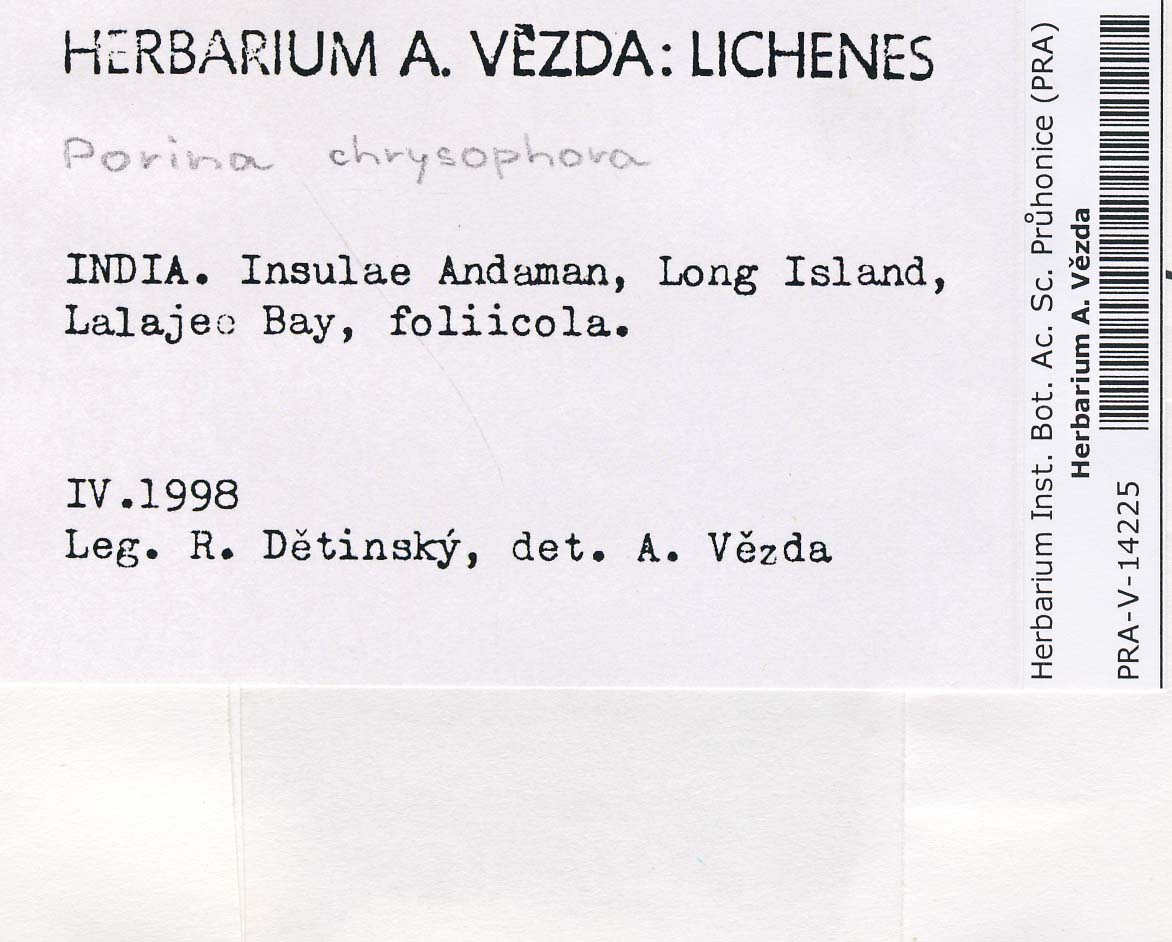 HERBARIUM A. VĚZDA: LICHENES
Porina chrysophora
INDIA. Insulae Andaman, Long Island,
Lalajee Bay, foliicola.
IV.1998
Leg. R. Dětinský, det. A. Vězda
Herbarium Inst. Bot. Ac. Sc. Průhonice (PRA)
Herbarium A. Vězda
PRA-V-14225